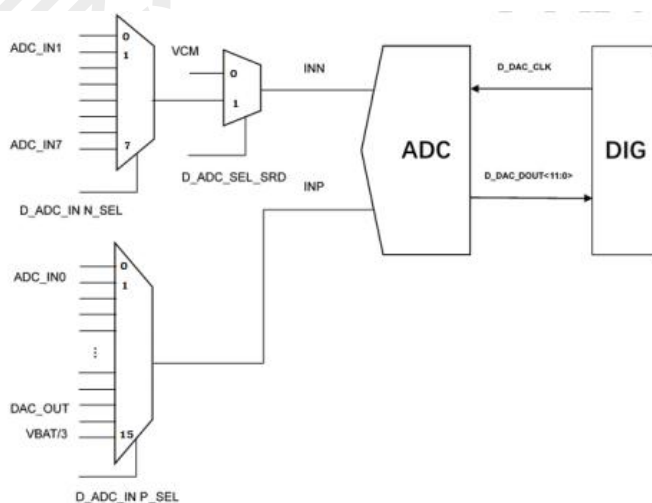 0
ADC_IN1
1
VCM
0
INN
D_DAC_CLK
1
ADC_IN7
7
ADC
DIG
D_ADC_SEL_SRD
D_DAC_DOUT<11:0>
INP
D_ADC_IN N_SEL
0
ADC_IN0
1
...
DAC_OUT
VBAT/3
15
D_ADC_IN P_SEL